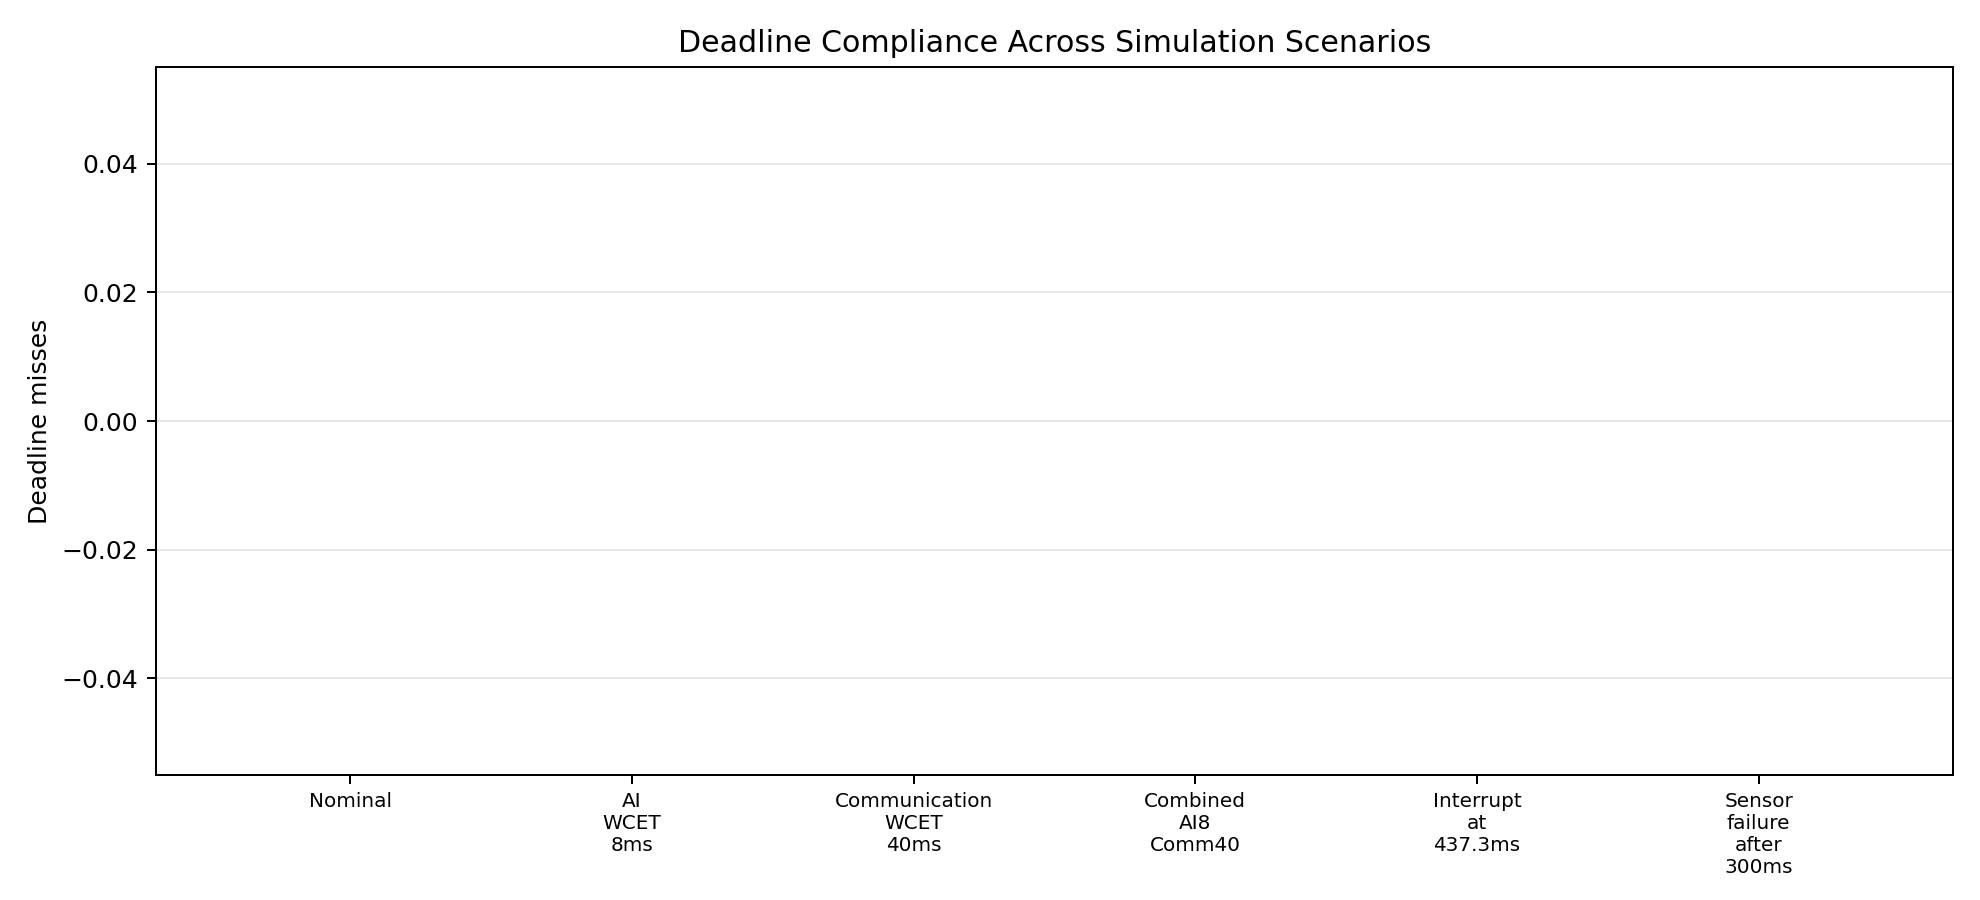 Deadline Compliance Across Simulation Scenarios
Deadline misses
0.04
0.02
0.00
−0.02
−0.04
Nominal
AI
WCET
8ms
Communication
WCET
40ms
Combined
AI8
Comm40
Interrupt
at
437.3ms
Sensor
failure
after
300ms